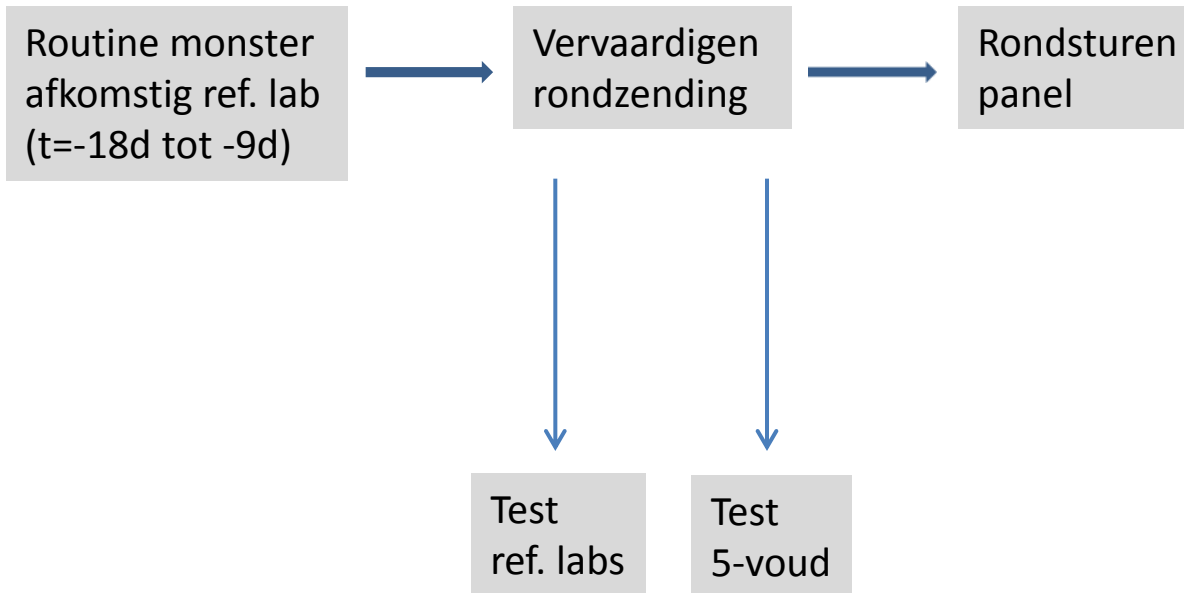 Routine monster
afkomstig ref. lab
(t=-18d tot -9d)
Vervaardigen
rondzending
Rondsturen
panel
Test
ref. labs
Test
5-voud